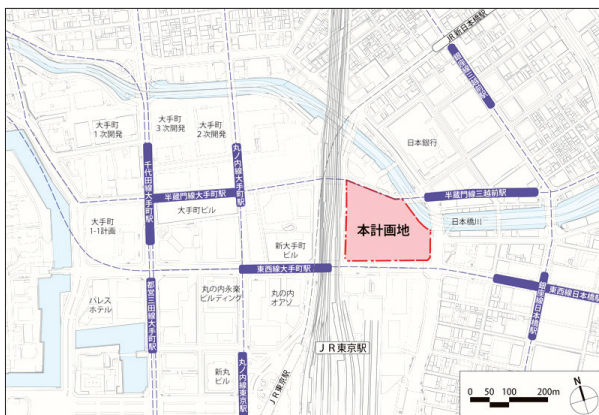 JR新日本橋駅
銀座線三越前駅
大手町
1次開発
大手町
3次開発
大手町
2次開発
日本銀行
千代田線大手町駅
丸ノ内線大手町駅
半蔵門線大手町駅
半蔵門線三越前駅
大手町ビル
大手町
1-1計画
本計画地
日本橋川
新大手町
ビル
東西線大手町駅
東西線日本橋駅
銀座線日本橋駅
都営三田線大手町駅
パレス
ホテル
丸の内永楽
ビルディング
丸の内
オアゾ
JR東京駅
新丸
ビル
丸ノ内線東京駅
JR東京駅
0 50 100 200m
N